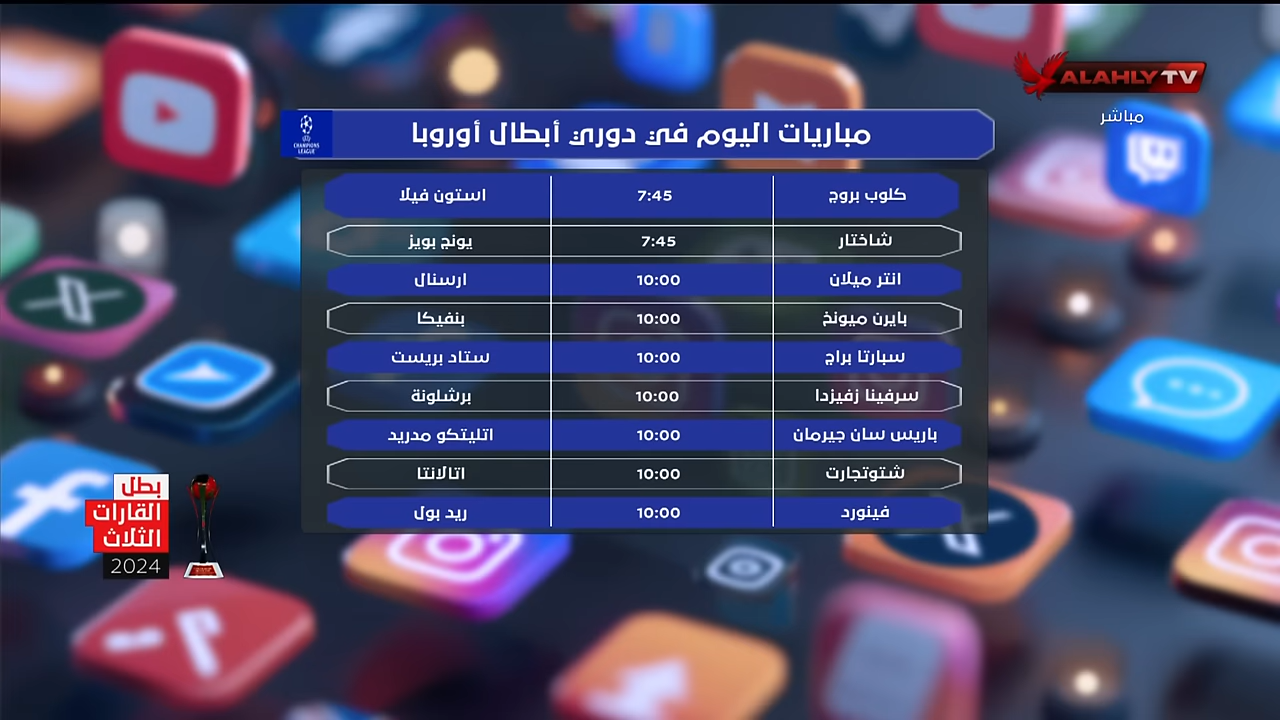 ALAHLY TV
مباشر
مباريات اليوم في دوري أبطال أوروبا
CHAMPIONS
LEAGUE
كلوب بروج 7:45 استون فيلا
شاختار 7:45 يونج بويز
انتر ميلان 10:00 ارسنال
بايرن ميونخ 10:00 بنفيكا
سبارتا براج 10:00 ستاد بريست
سرفينا زفيزدا 10:00 برشلونة
باريس سان جيرمان 10:00 اتليتكو مدريد
شتوتجارت 10:00 اتالانتا
فينورد 10:00 ريد بول
بطل
القارات
الثلاث
2024